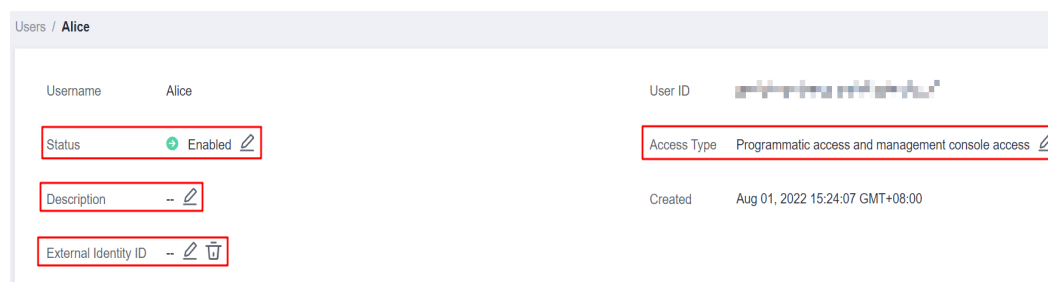 Users / Alice
Username Alice User ID
Status Enabled Access Type Programmatic access and management console access
Description -- Created Aug 01, 2022 15:24:07 GMT+08:00
External Identity ID --